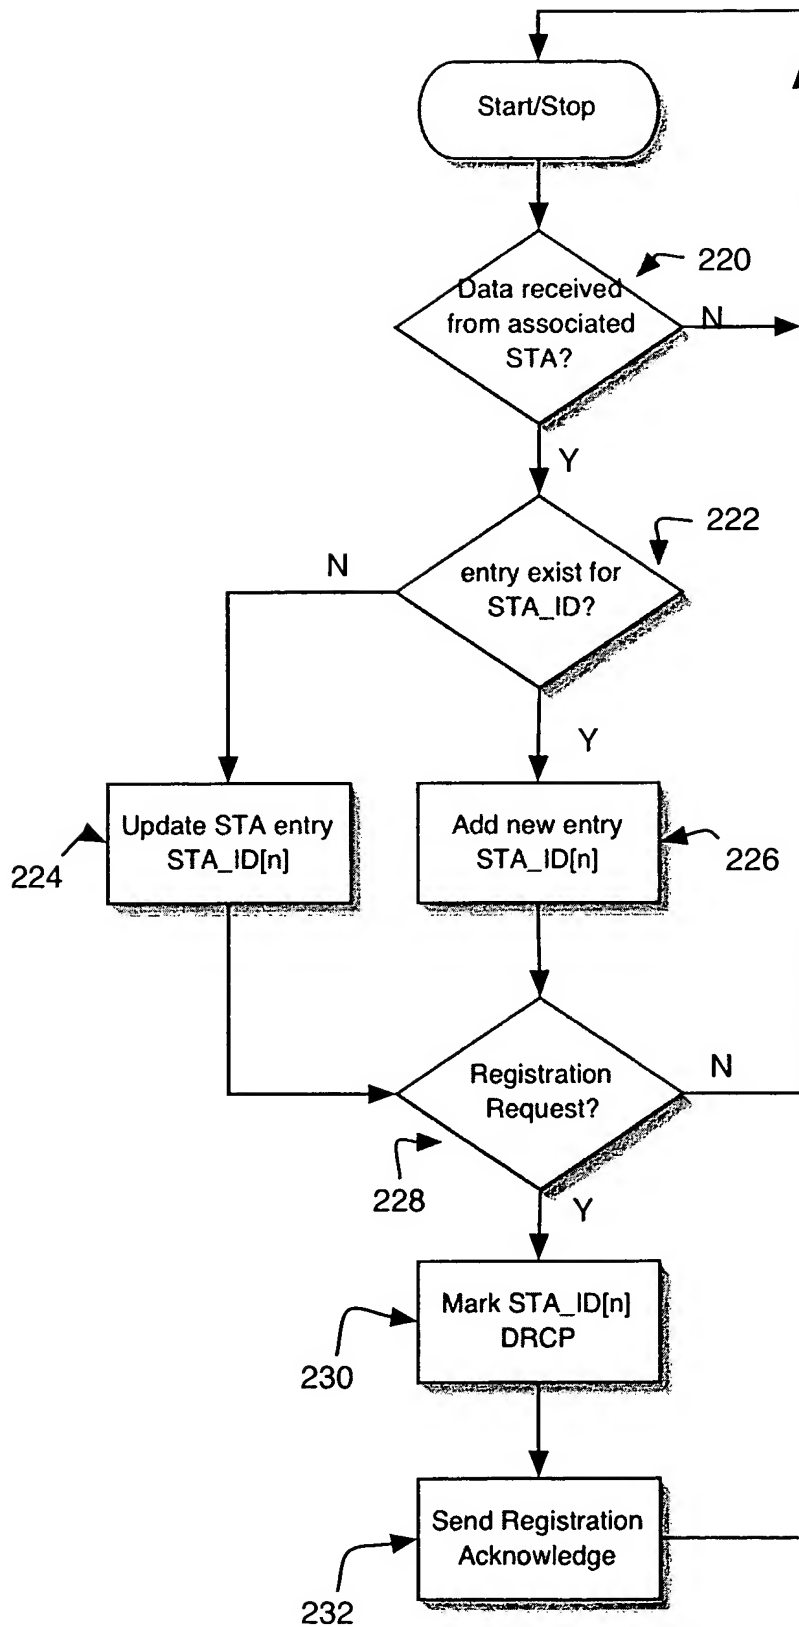 Start/Stop
220
Data received
from associated
STA?
N
Y
222
entry exist for
STA_ID?
N
Y
Update STA entry
STA_ID[n]
224
Add new entry
STA_ID[n]
226
Registration
Request?
N
228
Y
Mark STA_ID[n]
DRCP
230
Send Registration
Acknowledge
232